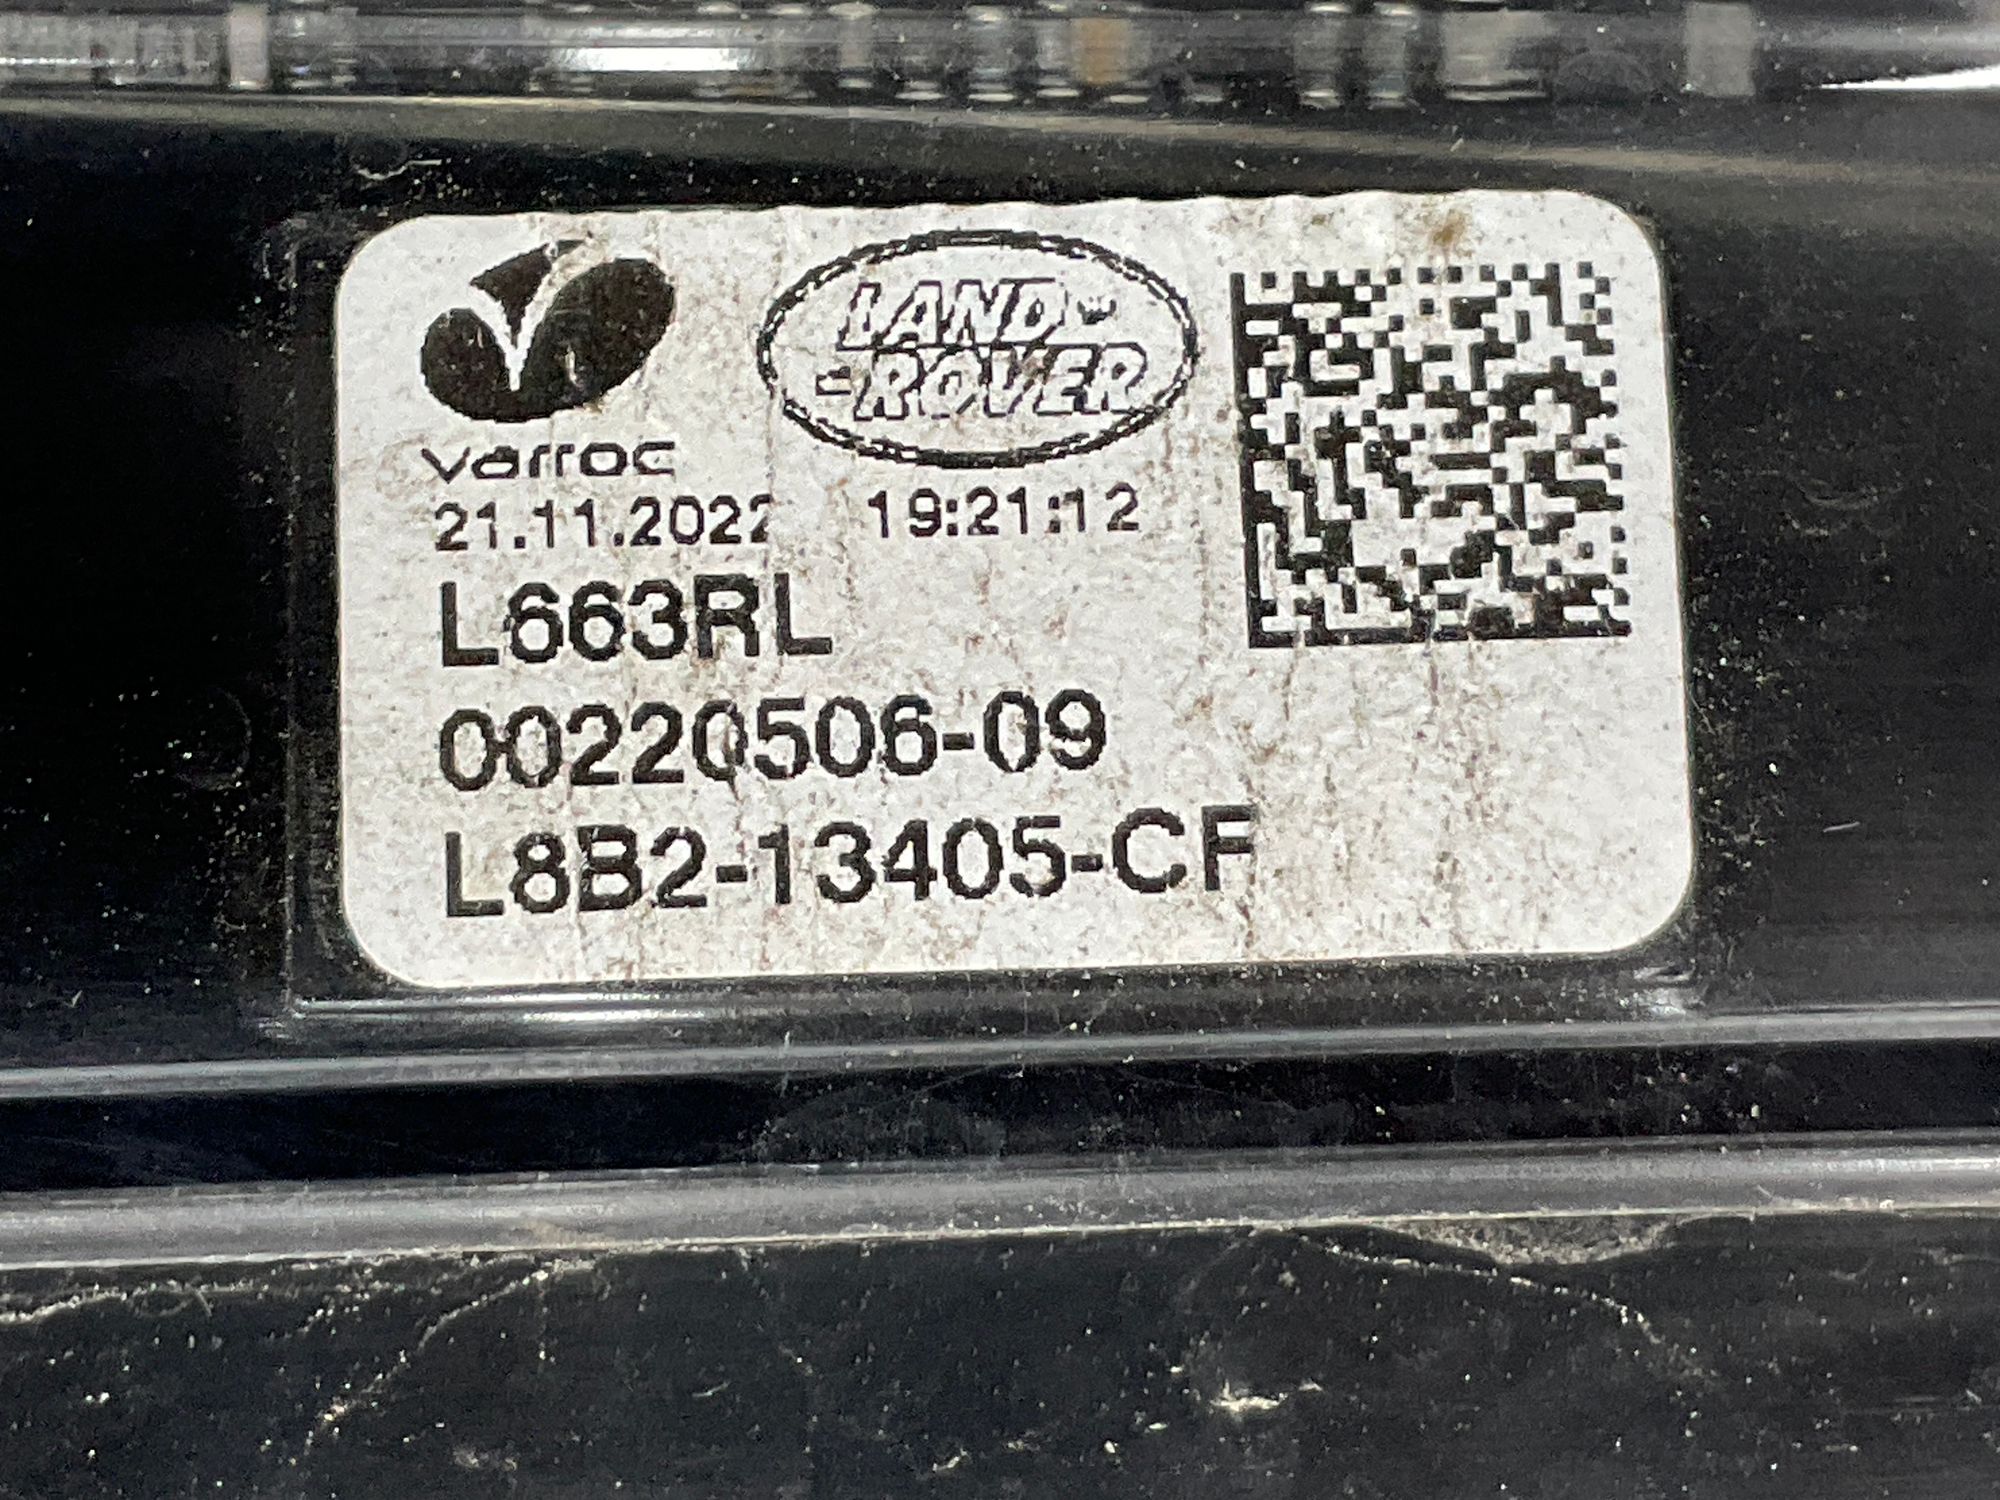 LAND-
-ROVER
varroc
21.11.2022 19:21:12
L663RL
00220506-09
L8B2-13405-CF